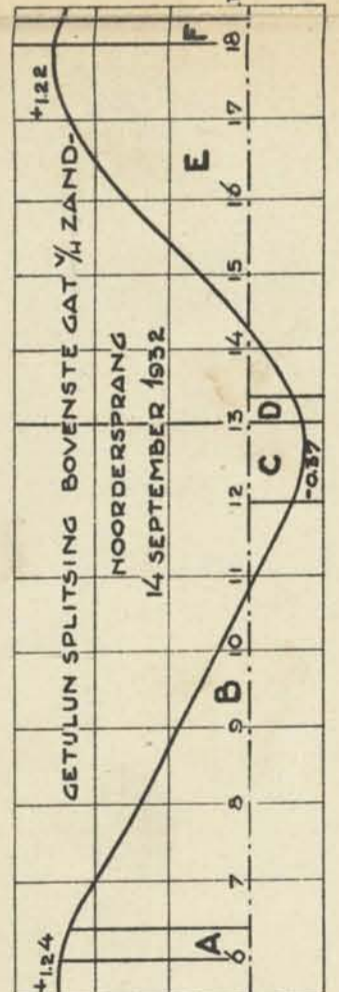 GETIJLIJN SPLITSING BOVENSTE GAT V/H ZAND-
NOORDERSPRANG
14 SEPTEMBER 1932
+1.24
+1.22
-0.37
A
B
C
D
E
F
6 7 8 9 10 11 12 13 14 15 16 17 18